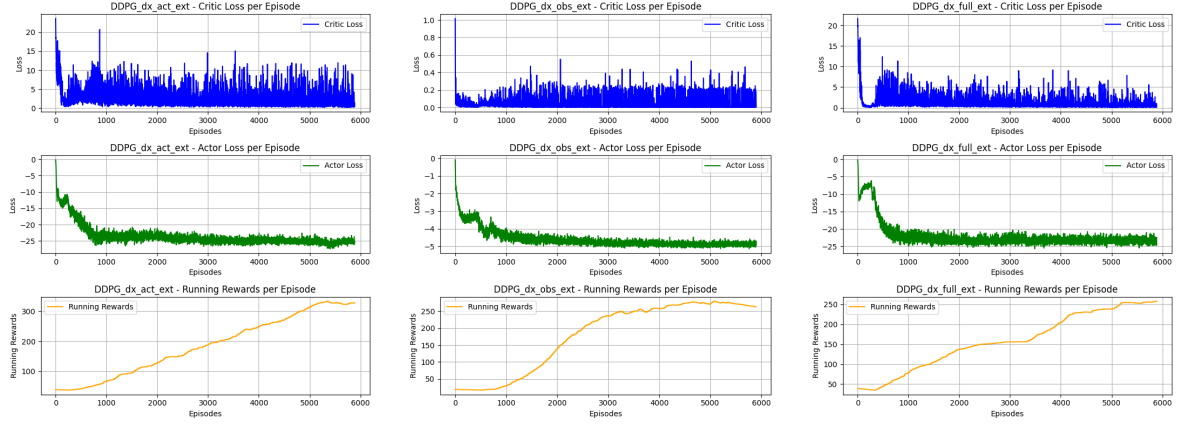 DDPG_dx_act_ext - Critic Loss per Episode
Loss
20
15
10
5
0
Critic Loss
0 1000 2000 3000 4000 5000 6000
Episodes
DDPG_dx_obs_ext - Critic Loss per Episode
Loss
1.0
0.8
0.6
0.4
0.2
0.0
Critic Loss
0 1000 2000 3000 4000 5000 6000
Episodes
DDPG_dx_full_ext - Critic Loss per Episode
Loss
20
15
10
5
0
Critic Loss
0 1000 2000 3000 4000 5000 6000
Episodes
DDPG_dx_act_ext - Actor Loss per Episode
Loss
0
−5
−10
−15
−20
−25
Actor Loss
0 1000 2000 3000 4000 5000 6000
Episodes
DDPG_dx_obs_ext - Actor Loss per Episode
Loss
0
−1
−2
−3
−4
−5
Actor Loss
0 1000 2000 3000 4000 5000 6000
Episodes
DDPG_dx_full_ext - Actor Loss per Episode
Loss
0
−5
−10
−15
−20
−25
Actor Loss
0 1000 2000 3000 4000 5000 6000
Episodes
DDPG_dx_act_ext - Running Rewards per Episode
Running Rewards
300
200
100
Running Rewards
0 1000 2000 3000 4000 5000 6000
Episodes
DDPG_dx_obs_ext - Running Rewards per Episode
Running Rewards
250
200
150
100
50
Running Rewards
0 1000 2000 3000 4000 5000 6000
Episodes
DDPG_dx_full_ext - Running Rewards per Episode
Running Rewards
250
200
150
100
50
Running Rewards
0 1000 2000 3000 4000 5000 6000
Episodes